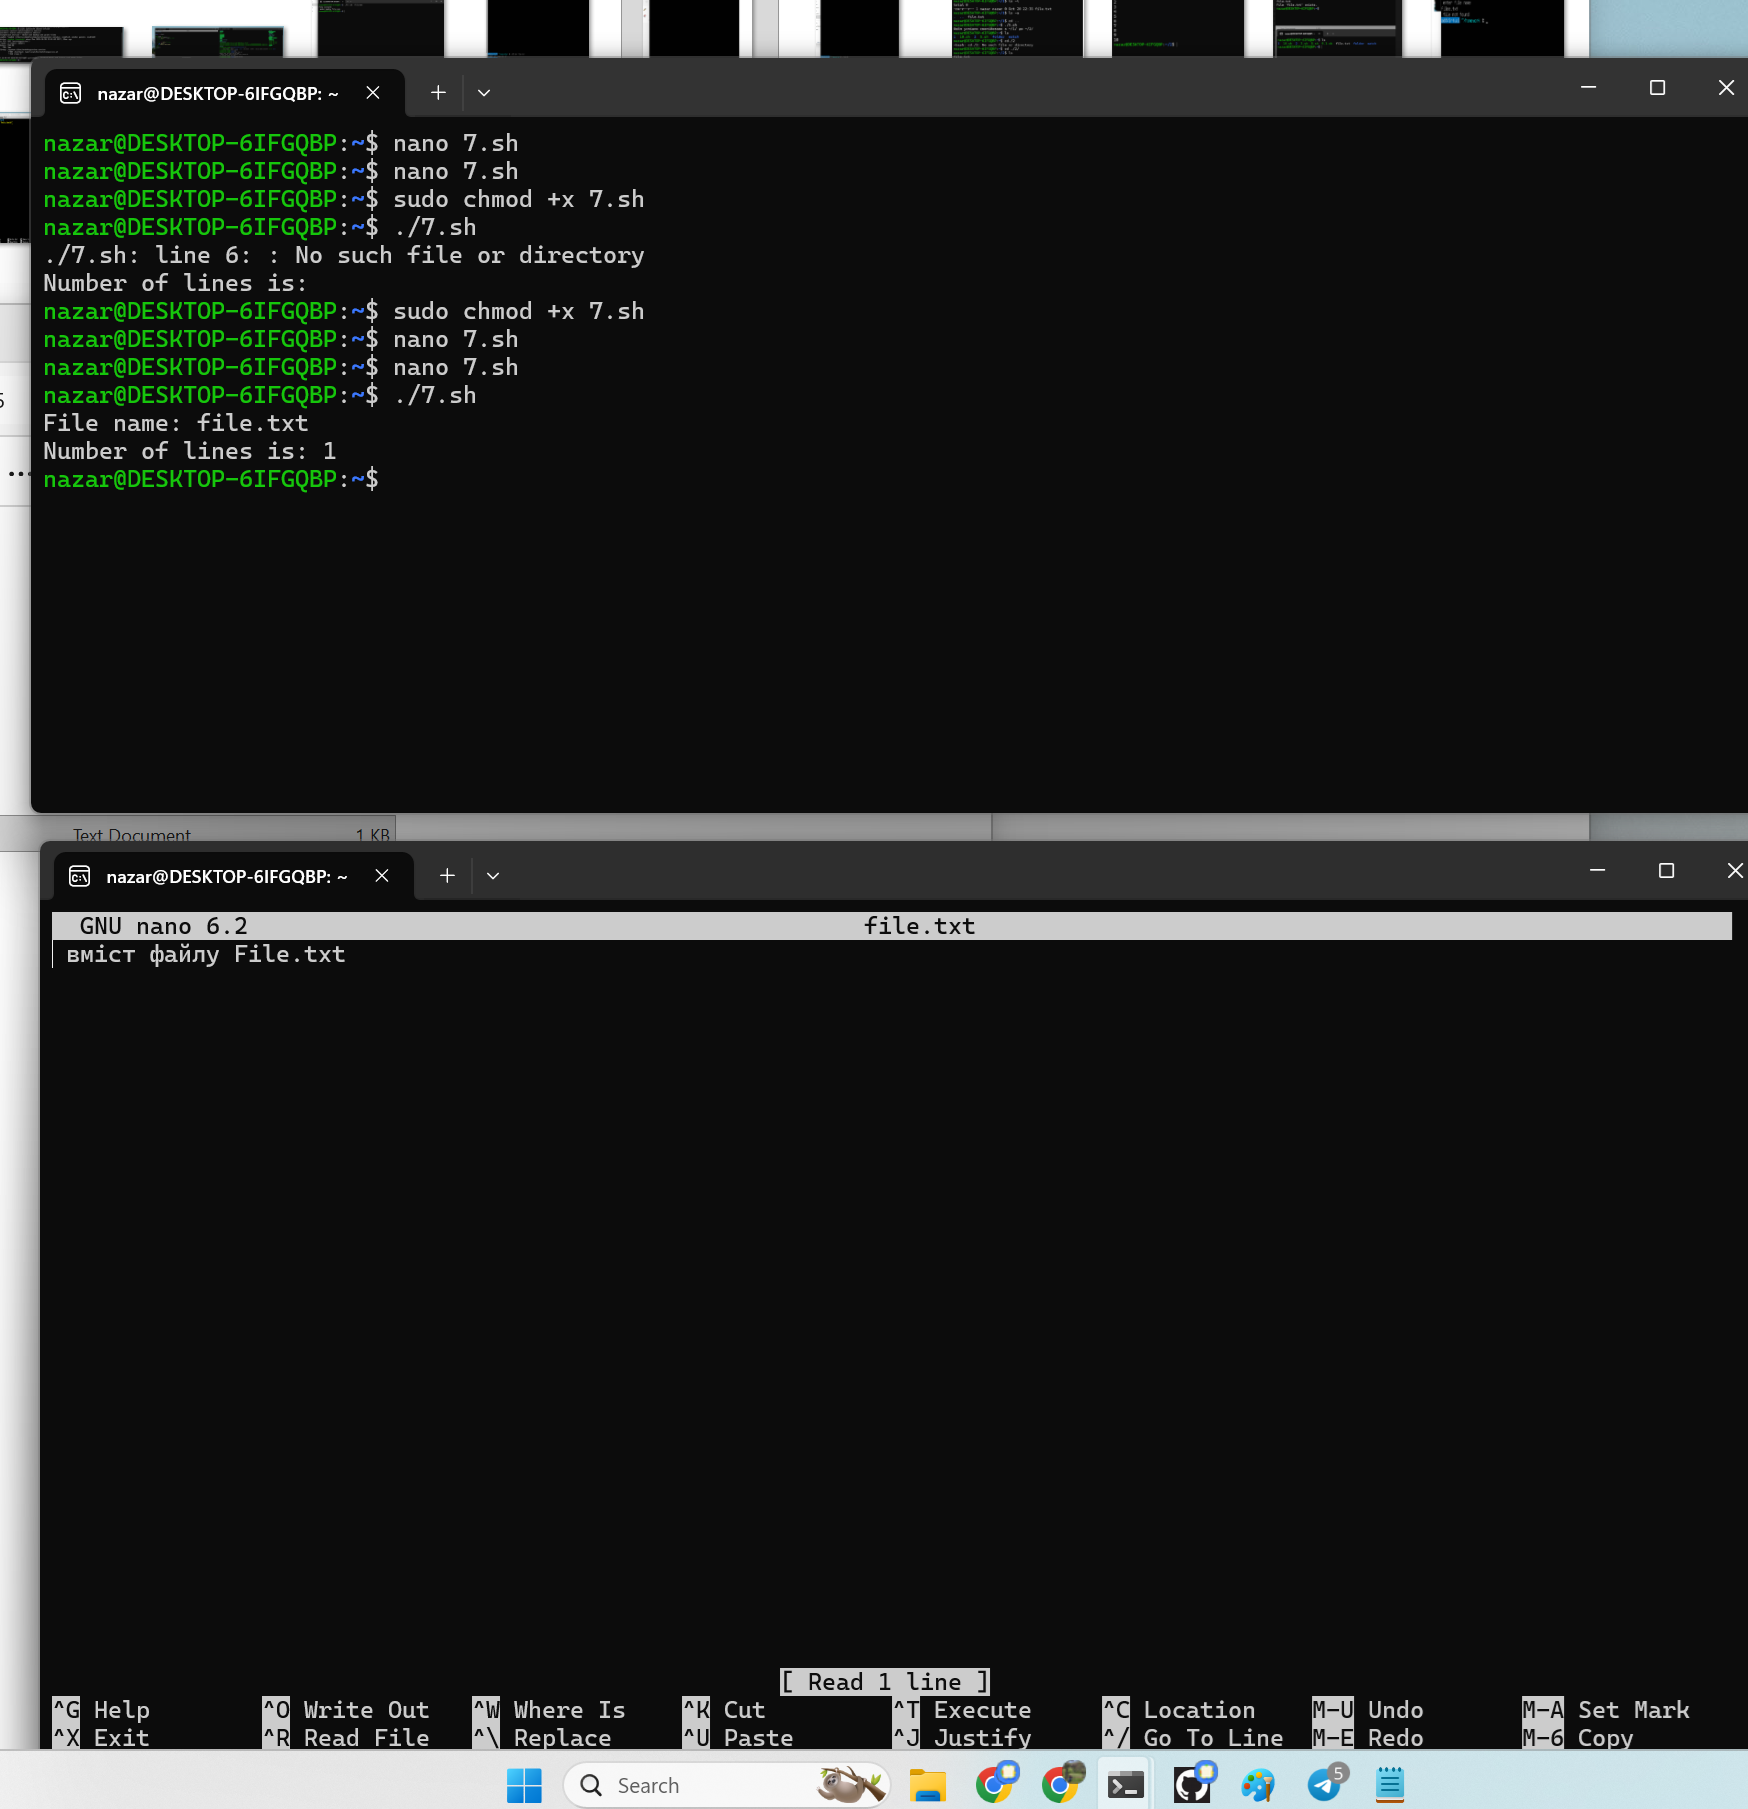 nazar@DESKTOP-6IFGQBP: ~
nazar@DESKTOP-6IFGQBP:~$ nano 7.sh
nazar@DESKTOP-6IFGQBP:~$ nano 7.sh
nazar@DESKTOP-6IFGQBP:~$ sudo chmod +x 7.sh
nazar@DESKTOP-6IFGQBP:~$ ./7.sh
./7.sh: line 6: : No such file or directory
Number of lines is:
nazar@DESKTOP-6IFGQBP:~$ sudo chmod +x 7.sh
nazar@DESKTOP-6IFGQBP:~$ nano 7.sh
nazar@DESKTOP-6IFGQBP:~$ nano 7.sh
nazar@DESKTOP-6IFGQBP:~$ ./7.sh
File name: file.txt
Number of lines is: 1
nazar@DESKTOP-6IFGQBP:~$
Text Document 1 KB
nazar@DESKTOP-6IFGQBP: ~
GNU nano 6.2 file.txt
вміст файлу File.txt
[ Read 1 line ]
^G Help ^O Write Out ^W Where Is ^K Cut ^T Execute ^C Location M-U Undo M-A Set Mark
^X Exit ^R Read File ^\ Replace ^U Paste ^J Justify ^/ Go To Line M-E Redo M-6 Copy
Search
5